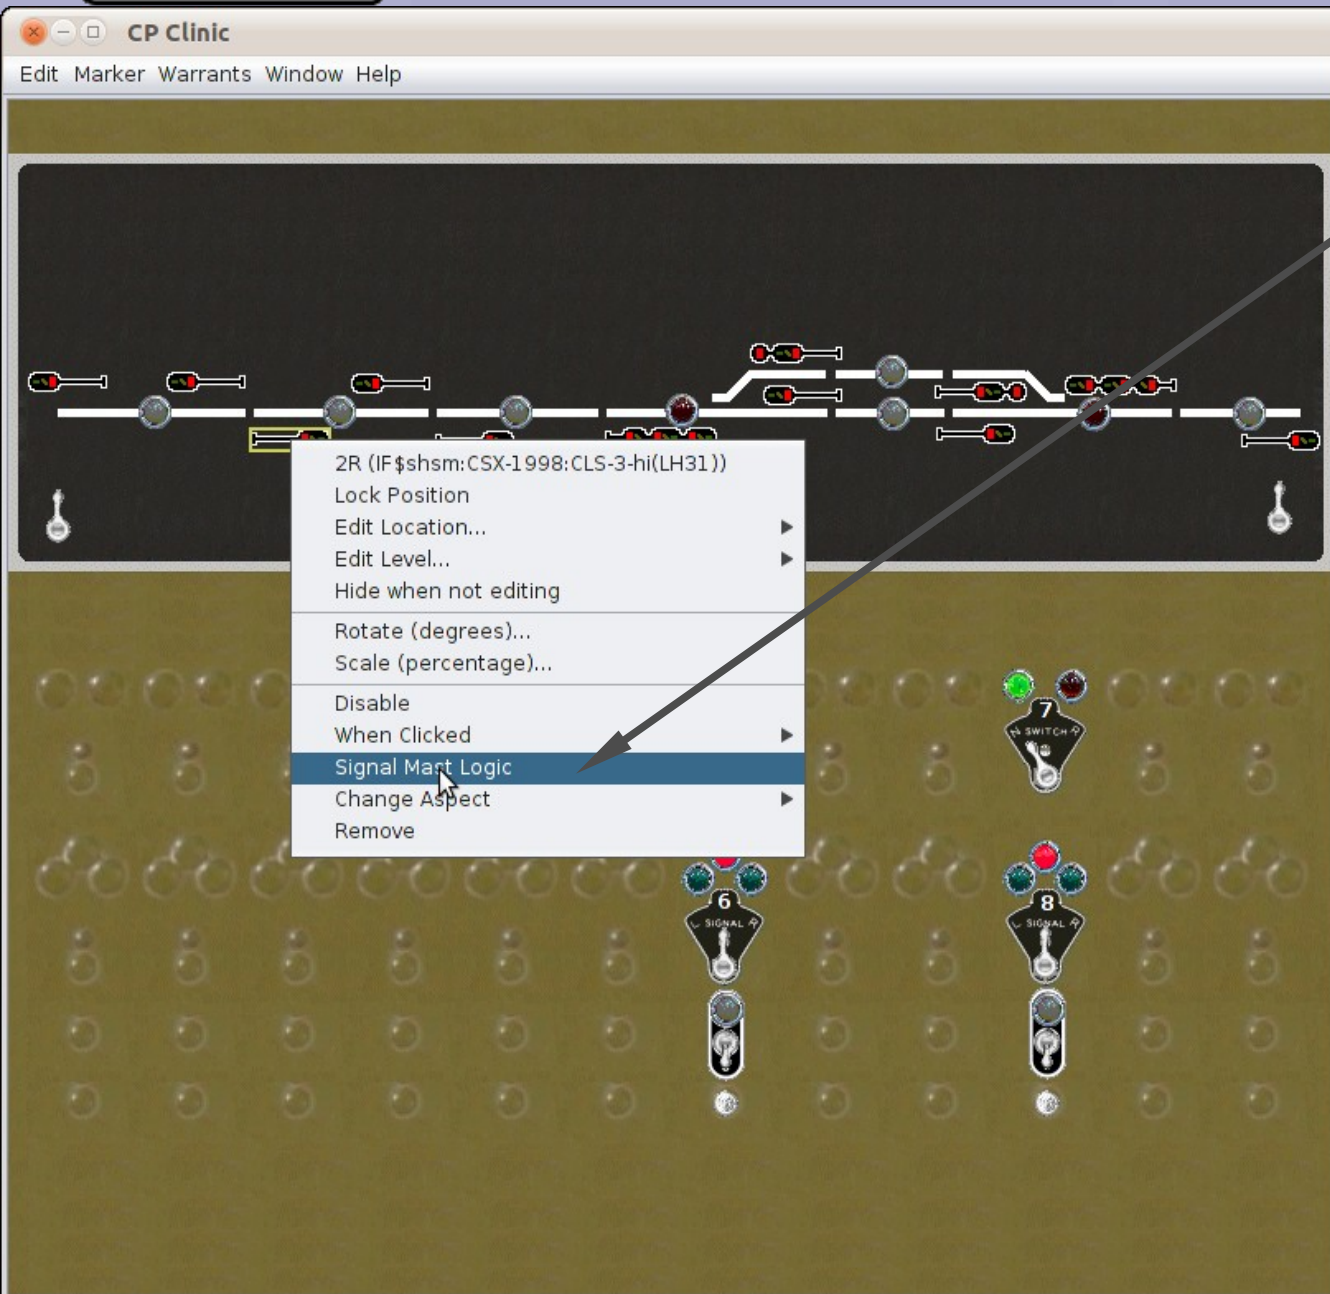 CP Clinic
Edit Marker Warrants Window Help
2R (IF$shsm:CSX-1998:CLS-3-hi(LH31))
Lock Position
Edit Location...
Edit Level...
Hide when not editing
Rotate (degrees)...
Scale (percentage)...
Disable
When Clicked
Signal Mast Logic
Change Aspect
Remove
7
N SWITCH R
6
L SIGNAL R
8
L SIGNAL R